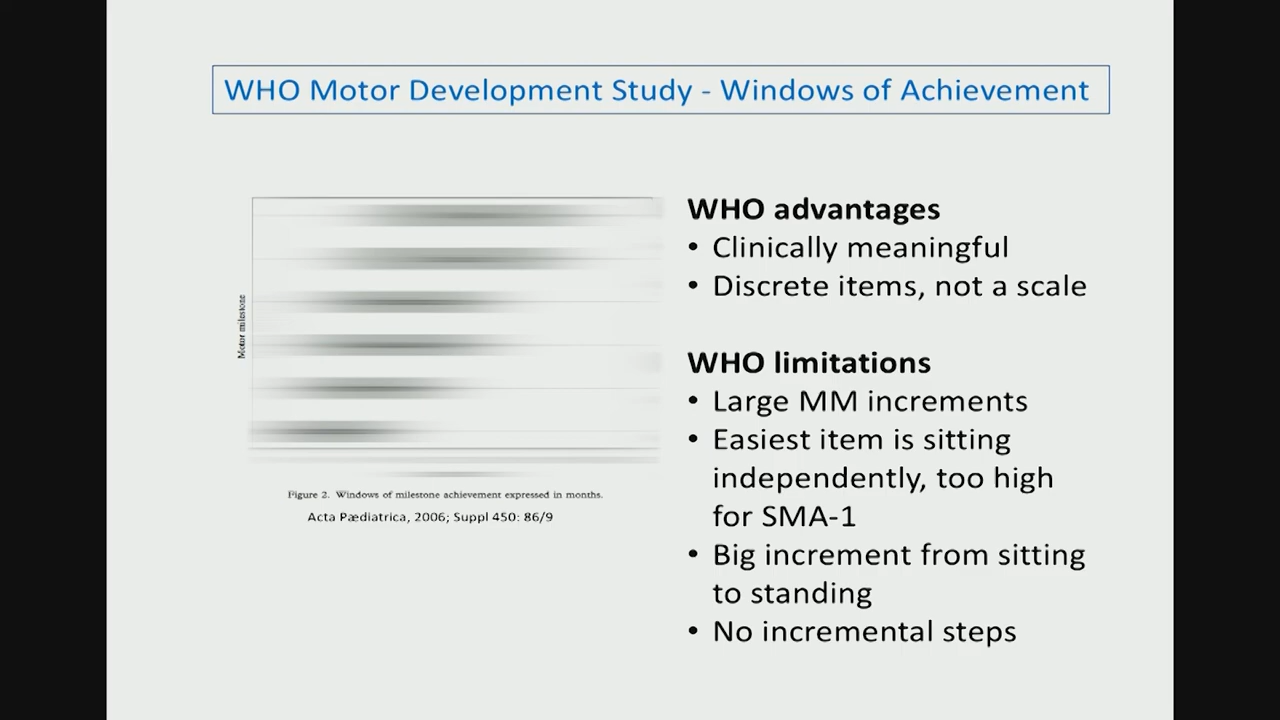 WHO Motor Development Study - Windows of Achievement
Motor milestone
Figure 2. Windows of milestone achievement expressed in months.
Acta Pædiatrica, 2006; Suppl 450: 86/9
WHO advantages
• Clinically meaningful
• Discrete items, not a scale
WHO limitations
• Large MM increments
• Easiest item is sitting
independently, too high
for SMA-1
• Big increment from sitting
to standing
• No incremental steps